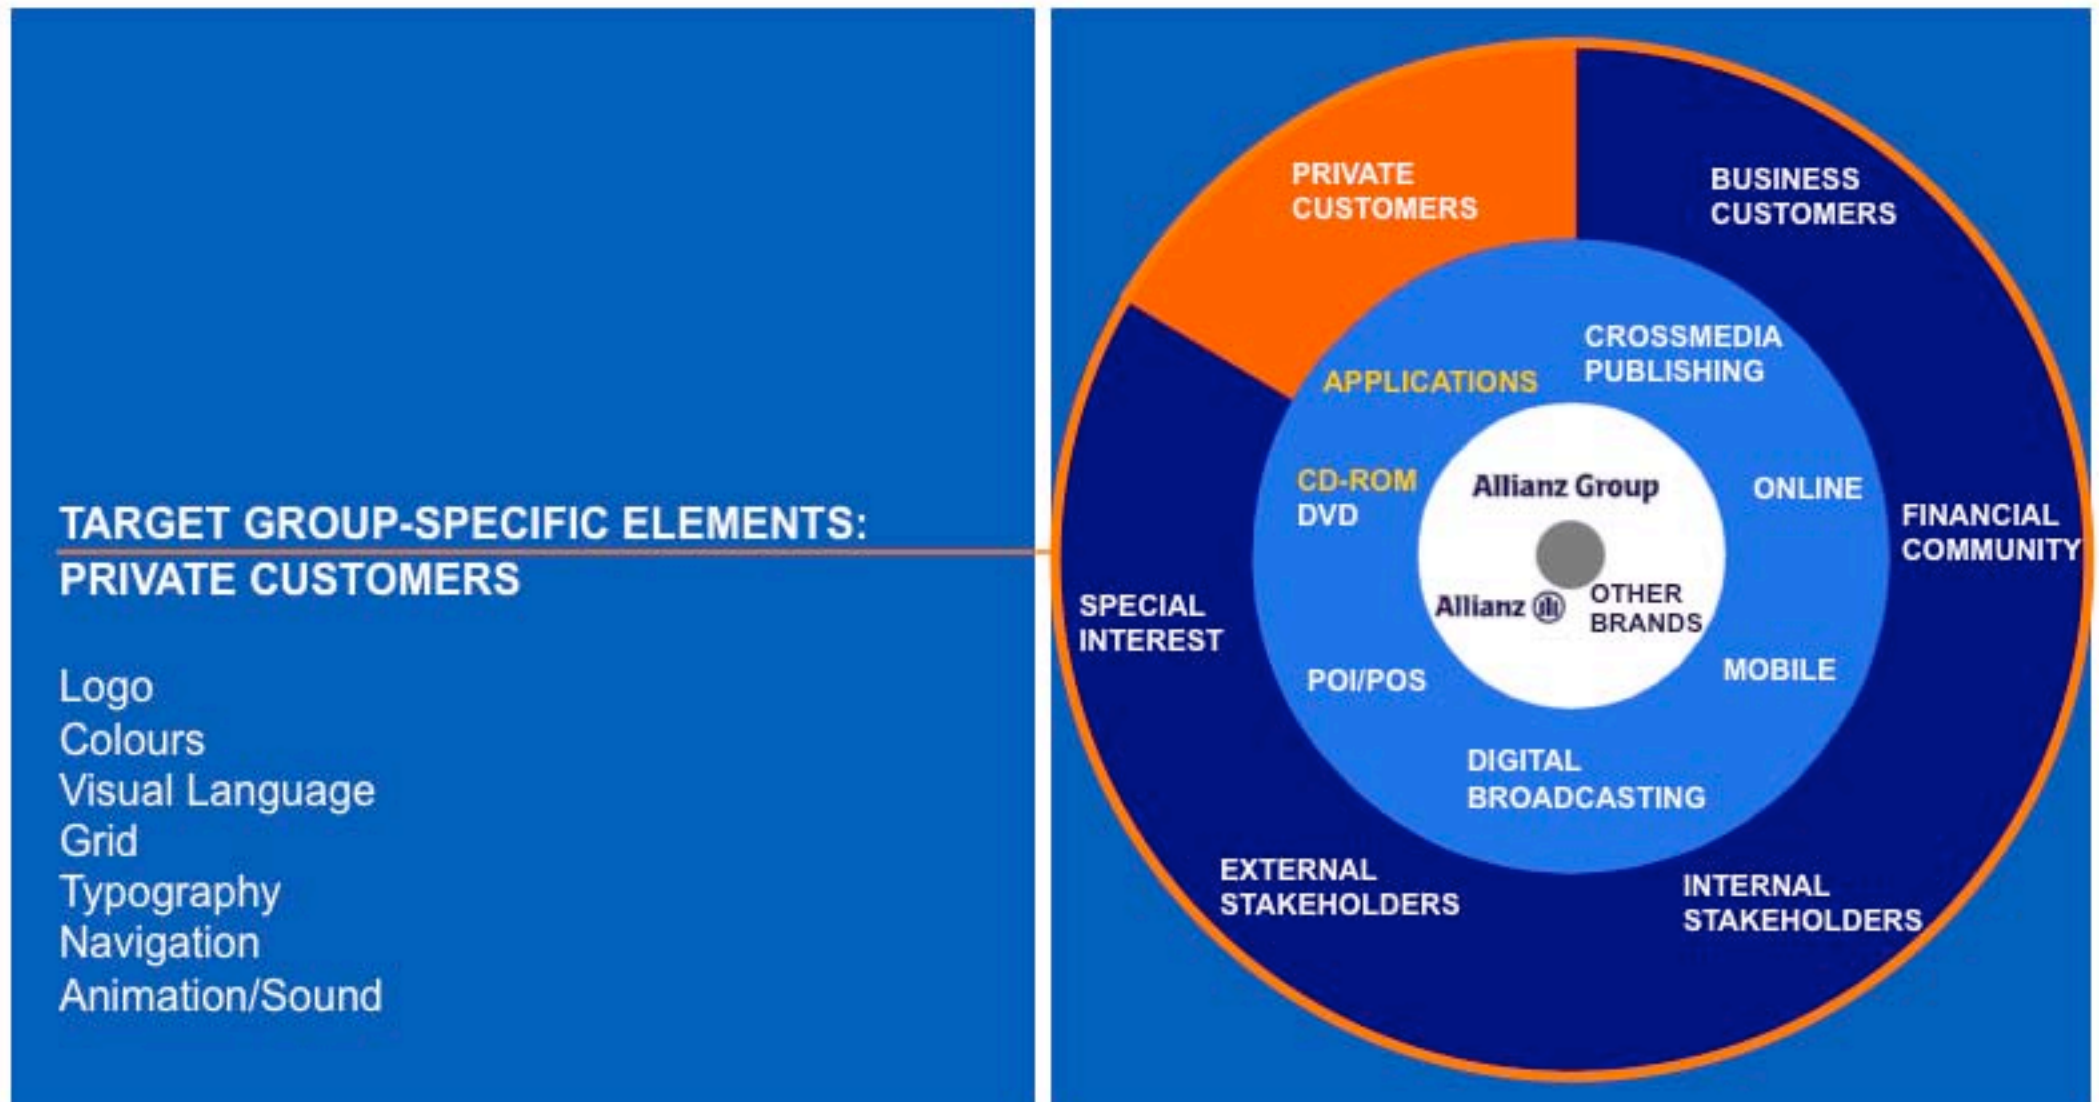 TARGET GROUP-SPECIFIC ELEMENTS:
PRIVATE CUSTOMERS
Logo
Colours
Visual Language
Grid
Typography
Navigation
Animation/Sound
PRIVATE
CUSTOMERS
BUSINESS
CUSTOMERS
FINANCIAL
COMMUNITY
INTERNAL
STAKEHOLDERS
EXTERNAL
STAKEHOLDERS
SPECIAL
INTEREST
APPLICATIONS
CROSSMEDIA
PUBLISHING
ONLINE
MOBILE
DIGITAL
BROADCASTING
POI/POS
CD-ROM
DVD
Allianz Group
Allianz
OTHER
BRANDS